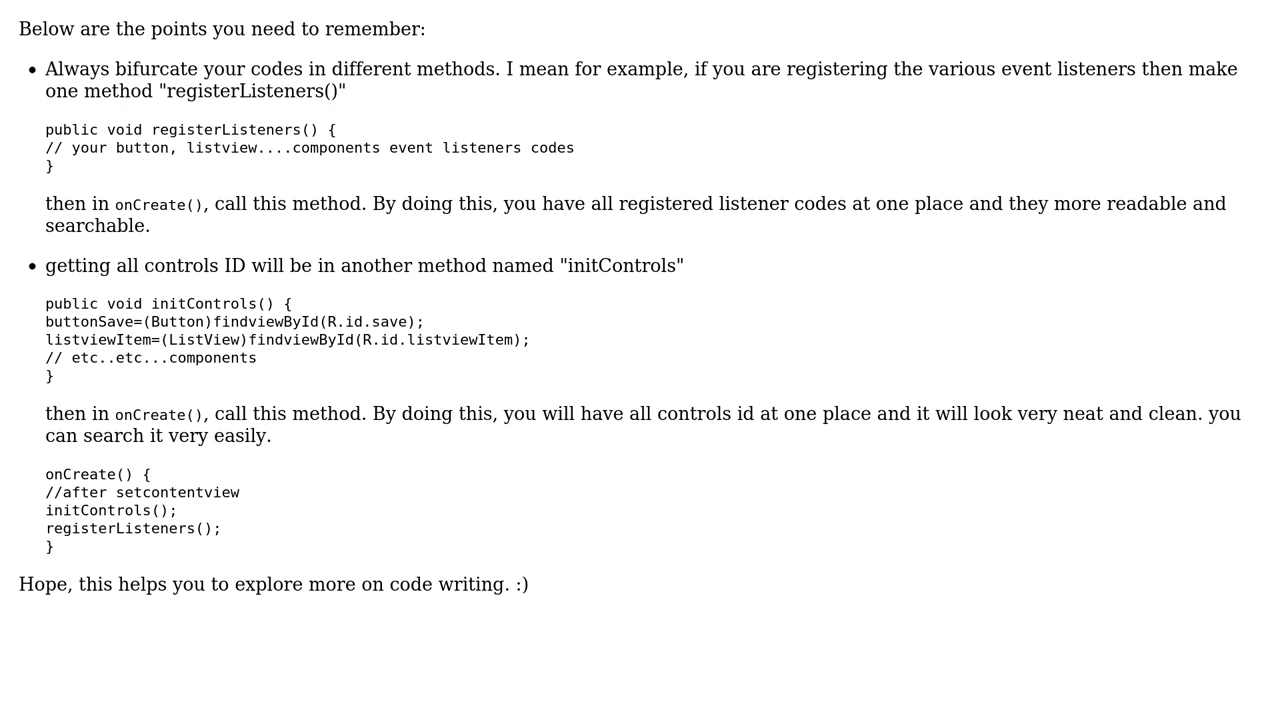 Below are the points you need to remember:
Always bifurcate your codes in different methods. I mean for example, if you are registering the various event listeners then make
one method "registerListeners()"
public void registerListeners() {
// your button, listview....components event listeners codes
}
then in onCreate(), call this method. By doing this, you have all registered listener codes at one place and they more readable and
searchable.
getting all controls ID will be in another method named "initControls"
public void initControls() {
buttonSave=(Button)findviewById(R.id.save);
listviewItem=(ListView)findviewById(R.id.listviewItem);
// etc..etc...components
}
then in onCreate(), call this method. By doing this, you will have all controls id at one place and it will look very neat and clean. you
can search it very easily.
onCreate() {
//after setcontentview
initControls();
registerListeners();
}
Hope, this helps you to explore more on code writing. :)